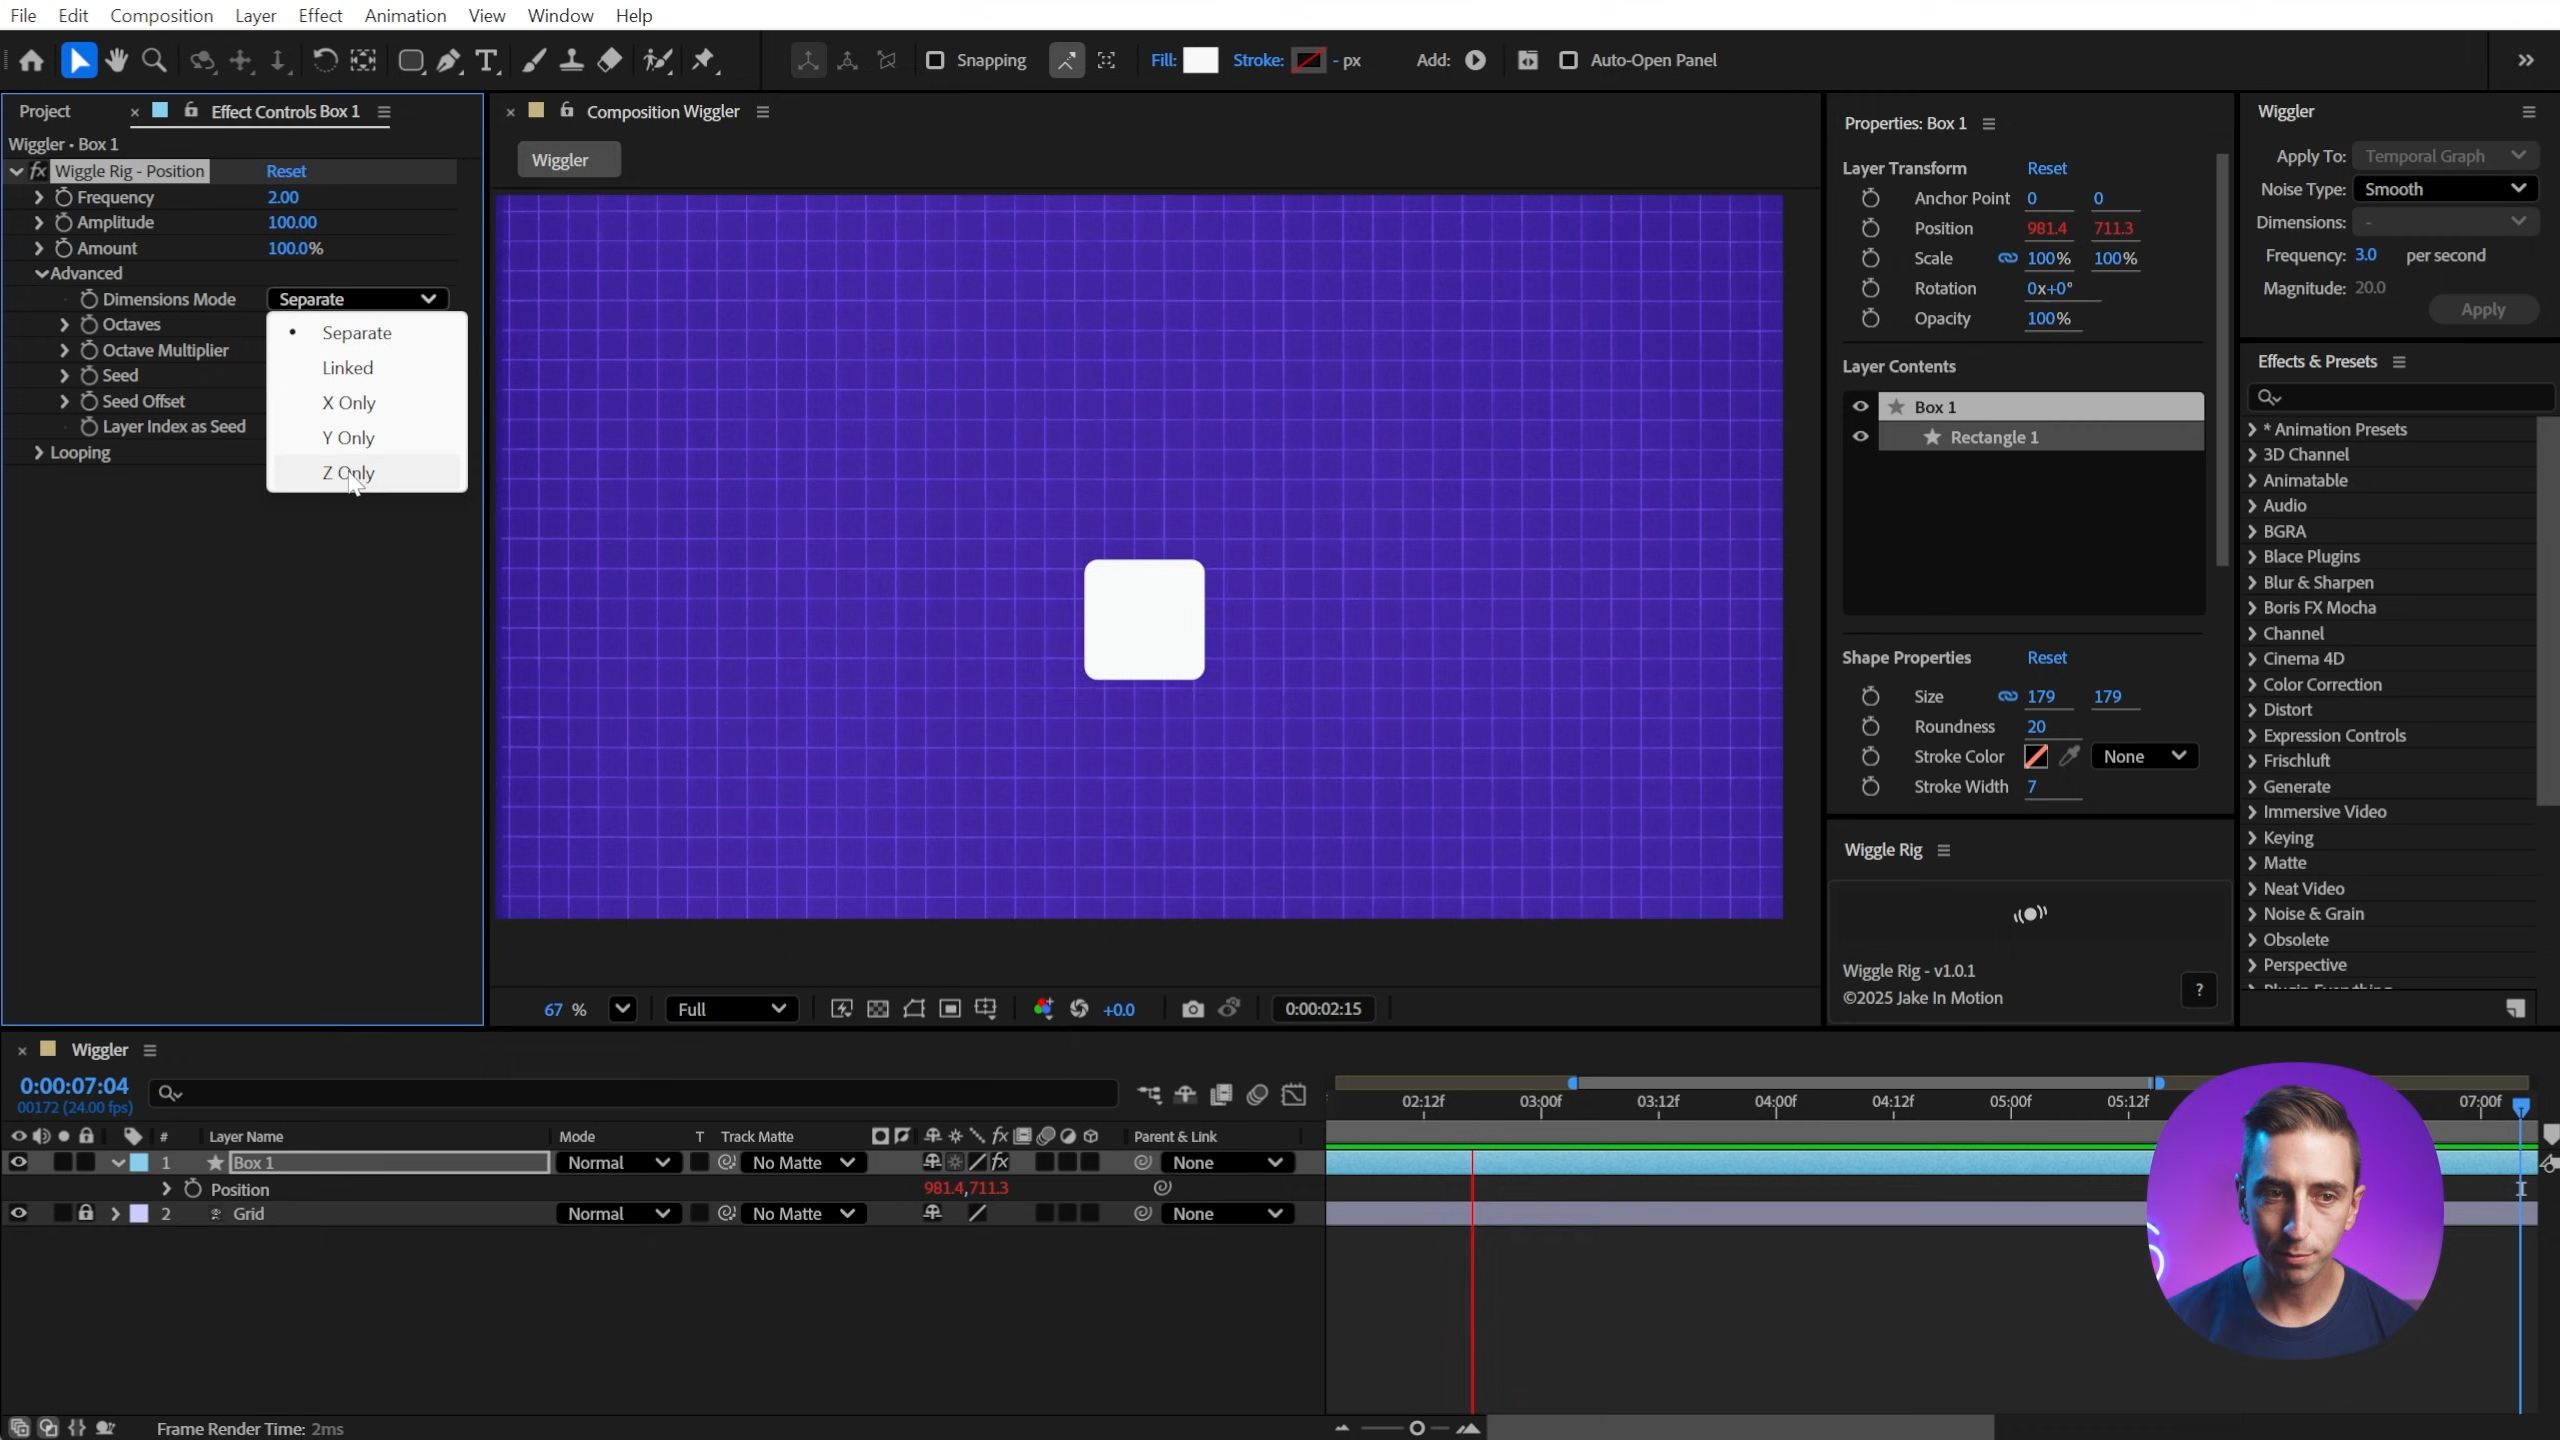 File Edit Composition Layer Effect Animation View Window Help
Snapping Fill: Stroke: - px Add: Auto-Open Panel
Project × Effect Controls Box 1
Wiggler • Box 1
fx Wiggle Rig - Position Reset
Frequency 2.00
Amplitude 100.00
Amount 100.0%
Advanced
Dimensions Mode Separate
Octaves
Octave Multiplier
Seed
Seed Offset
Layer Index as Seed
Looping
Separate
Linked
X Only
Y Only
Z Only
× Composition Wiggler
Wiggler
67 % Full +0.0 0:00:02:15
Properties: Box 1
Layer Transform Reset
Anchor Point 0 0
Position 981.4 711.3
Scale 100% 100%
Rotation 0x+0°
Opacity 100%
Layer Contents
Box 1
Rectangle 1
Shape Properties Reset
Size 179 179
Roundness 20
Stroke Color None
Stroke Width 7
Wiggle Rig
Wiggle Rig - v1.0.1
©2025 Jake In Motion
?
Wiggler
Apply To: Temporal Graph
Noise Type: Smooth
Dimensions: -
Frequency: 3.0 per second
Magnitude: 20.0
Apply
Effects & Presets
* Animation Presets
3D Channel
Animatable
Audio
BGRA
Blace Plugins
Blur & Sharpen
Boris FX Mocha
Channel
Cinema 4D
Color Correction
Distort
Expression Controls
Frischluft
Generate
Immersive Video
Keying
Matte
Neat Video
Noise & Grain
Obsolete
Perspective
× Wiggler
0:00:07:04
00172 (24.00 fps)
02:12f 03:00f 03:12f 04:00f 04:12f 05:00f 05:12f 07:00f
# Layer Name Mode T Track Matte fx Parent & Link
1 Box 1 Normal No Matte fx None
Position 981.4,711.3
2 Grid Normal No Matte None
Frame Render Time: 2ms